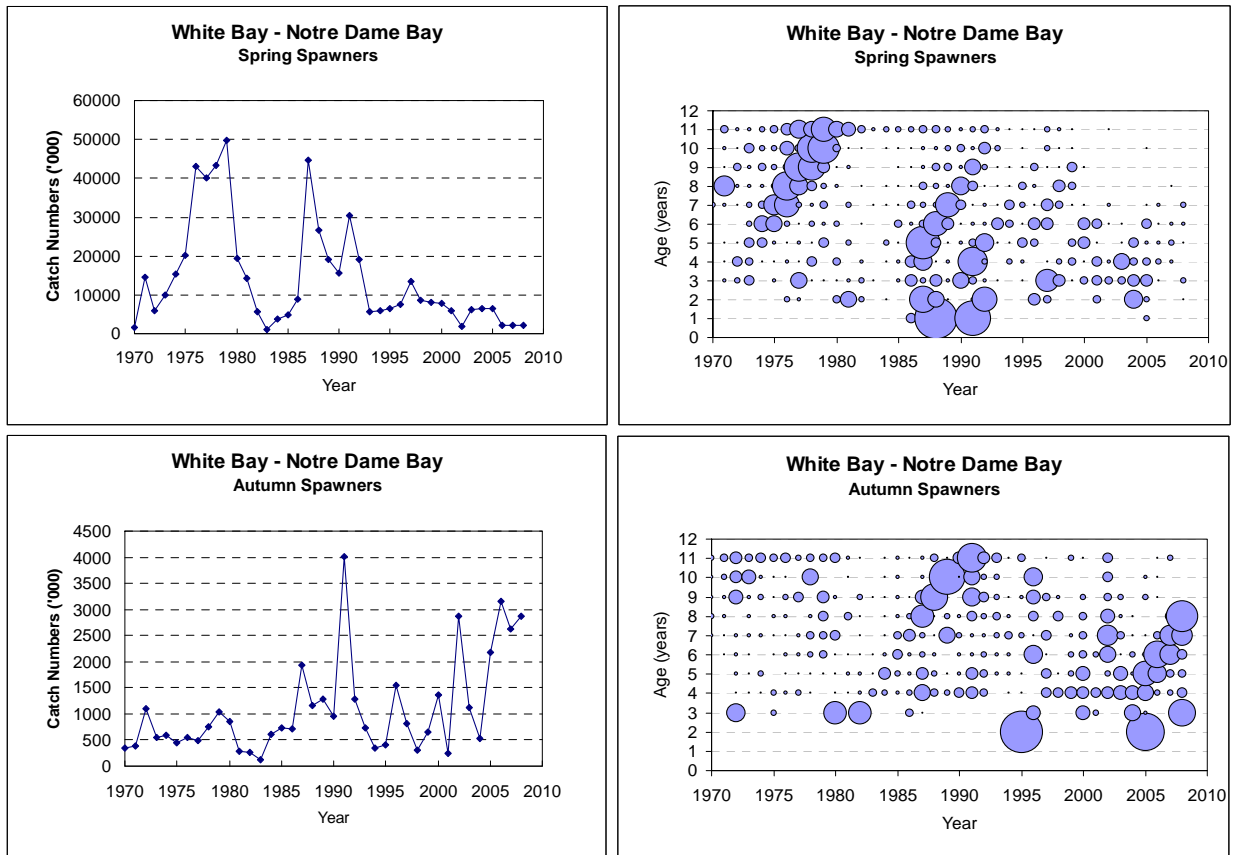 White Bay - Notre Dame Bay
Spring Spawners
60000
50000
40000
30000
20000
10000
0
Catch Numbers ('000)
1970 1975 1980 1985 1990 1995 2000 2005 2010
Year
White Bay - Notre Dame Bay
Spring Spawners
12
11
10
9
8
7
6
5
4
3
2
1
0
Age (years)
1970 1975 1980 1985 1990 1995 2000 2005 2010
Year
White Bay - Notre Dame Bay
Autumn Spawners
4500
4000
3500
3000
2500
2000
1500
1000
500
0
Catch Numbers ('000)
1970 1975 1980 1985 1990 1995 2000 2005 2010
Year
White Bay - Notre Dame Bay
Autumn Spawners
12
11
10
9
8
7
6
5
4
3
2
1
0
Age (years)
1970 1975 1980 1985 1990 1995 2000 2005 2010
Year